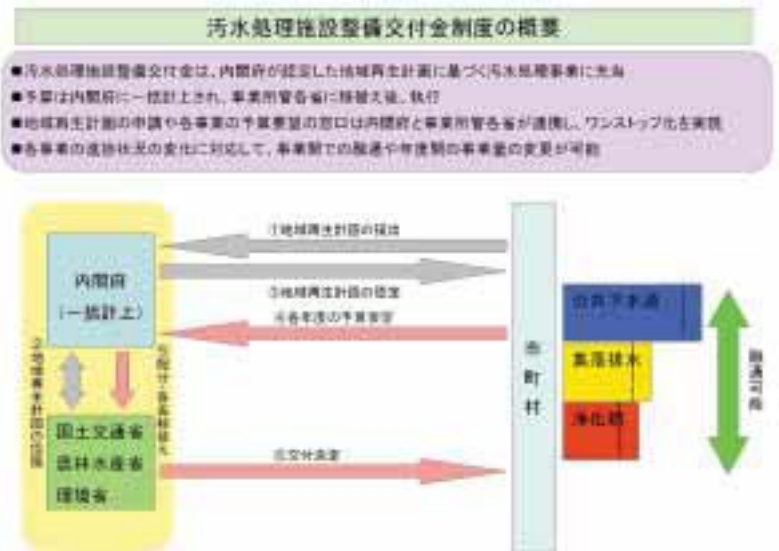 汚水処理施設整備交付金制度の概要
■汚水処理施設整備交付金は、内閣府が認定した地域再生計画に基づく汚水処理事業に充当
■予算は内閣府に一括計上され、事業所管各省に移替え後、執行
■地域再生計画の申請や各事業の予算要望の窓口は内閣府と事業所管各省が連携し、ワンストップ化を実現
■各事業の進捗状況の変化に対応して、事業間での融通や年度間の事業量の変更が可能
①地域再生計画の提出
内閣府
(一括計上)
③地域再生計画の認定
④各年度の予算要望
②地域再生計画の
国土交通省
農林水産省
環境省
⑥交付決定
市町村
公共下水道
集落排水
浄化槽
融通可能